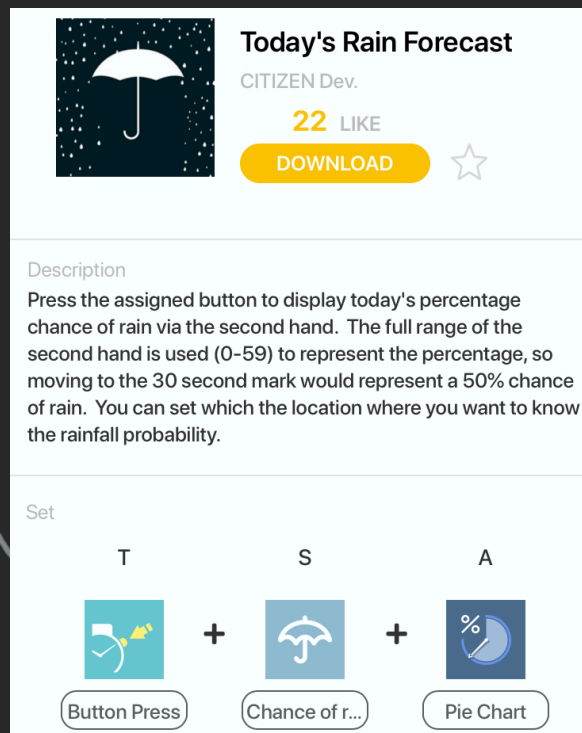 Today's Rain Forecast
CITIZEN Dev.
22 LIKE
DOWNLOAD
Description
Press the assigned button to display today's percentage
chance of rain via the second hand. The full range of the
second hand is used (0-59) to represent the percentage, so
moving to the 30 second mark would represent a 50% chance
of rain. You can set which the location where you want to know
the rainfall probability.
Set
T S A
+ +
%
Button Press Chance of r... Pie Chart